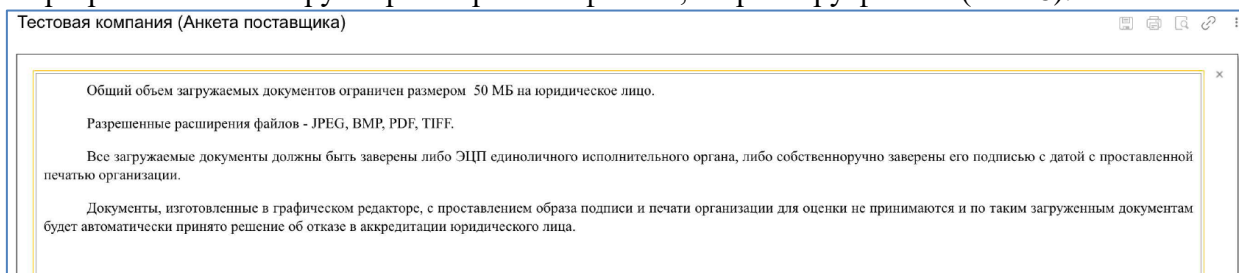 Тестовая компания (Анкета поставщика)
Общий объем загружаемых документов ограничен размером 50 МБ на юридическое лицо.
Разрешенные расширения файлов - JPEG, BMP, PDF, TIFF.
Все загружаемые документы должны быть заверены либо ЭЦП единоличного исполнительного органа, либо собственноручно заверены его подписью с датой с проставленной
печатью организации.
Документы, изготовленные в графическом редакторе, с проставлением образа подписи и печати организации для оценки не принимаются и по таким загруженным документам
будет автоматически принято решение об отказе в аккредитации юридического лица.